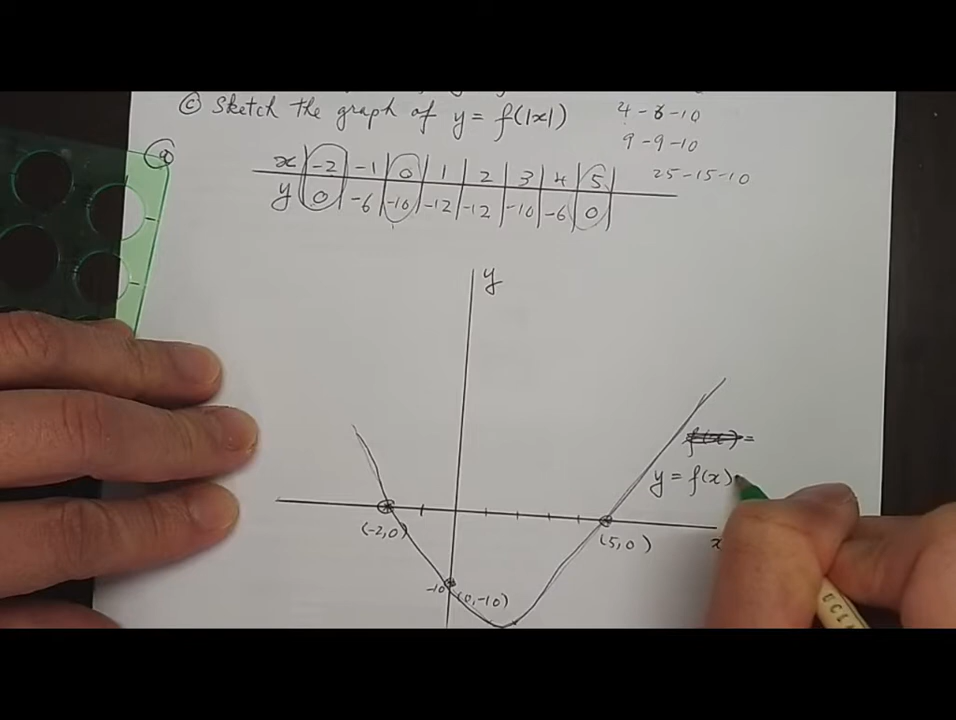 ⓒ Sketch the graph of y = f(|x|)
4 - 6 - 10
9 - 9 - 10
25 - 15 - 10
ⓐ
x | -2 | -1 | 0 | 1 | 2 | 3 | 4 | 5
y | 0 | -6 | -10 | -12 | -12 | -10 | -6 | 0
y
f(x) =
y = f(x)
(-2,0)
(5,0)
x
-10 (0,-10)